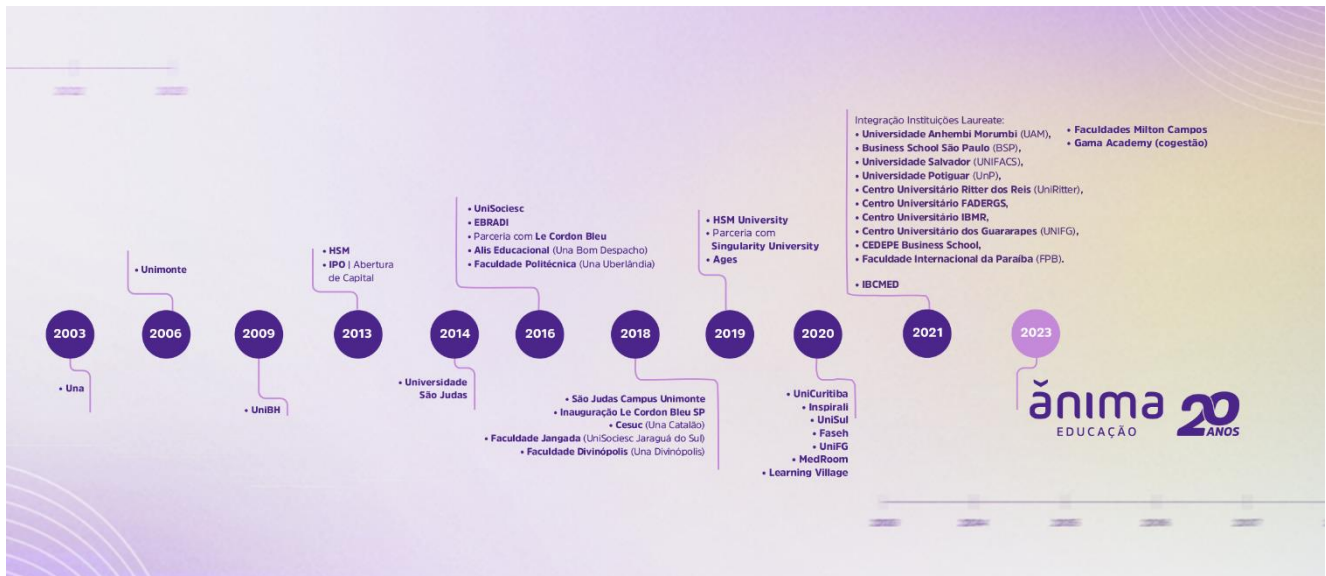 Integração Instituições Laureate:
• Universidade Anhembi Morumbi (UAM),
• Business School São Paulo (BSP),
• Universidade Salvador (UNIFACS),
• Universidade Potiguar (UnP),
• Centro Universitário Ritter dos Reis (UniRitter),
• Centro Universitário FADERGS,
• Centro Universitário IBMR,
• Centro Universitário dos Guararapes (UNIFG),
• CEDEPE Business School,
• Faculdade Internacional da Paraíba (FPB).
• IBCMED
• Faculdades Milton Campos
• Gama Academy (cogestão)
• HSM University
• Parceria com
Singularity University
• Ages
• UniSociesc
• EBRADI
• Parceria com Le Cordon Bleu
• Alis Educacional (Una Bom Despacho)
• Faculdade Politécnica (Una Uberlândia)
• HSM
• IPO | Abertura
de Capital
• Unimonte
2003
2006
2009
2013
2014
2016
2018
2019
2020
2021
2023
• Una
• UniBH
• Universidade
São Judas
• São Judas Campus Unimonte
• Inauguração Le Cordon Bleu SP
• Cesuc (Una Catalão)
• Faculdade Jangada (UniSociesc Jaraguá do Sul)
• Faculdade Divinópolis (Una Divinópolis)
• UniCuritiba
• Inspirali
• UniSul
• Faseh
• UniFG
• MedRoom
• Learning Village
ănima
EDUCAÇÃO
20
ANOS